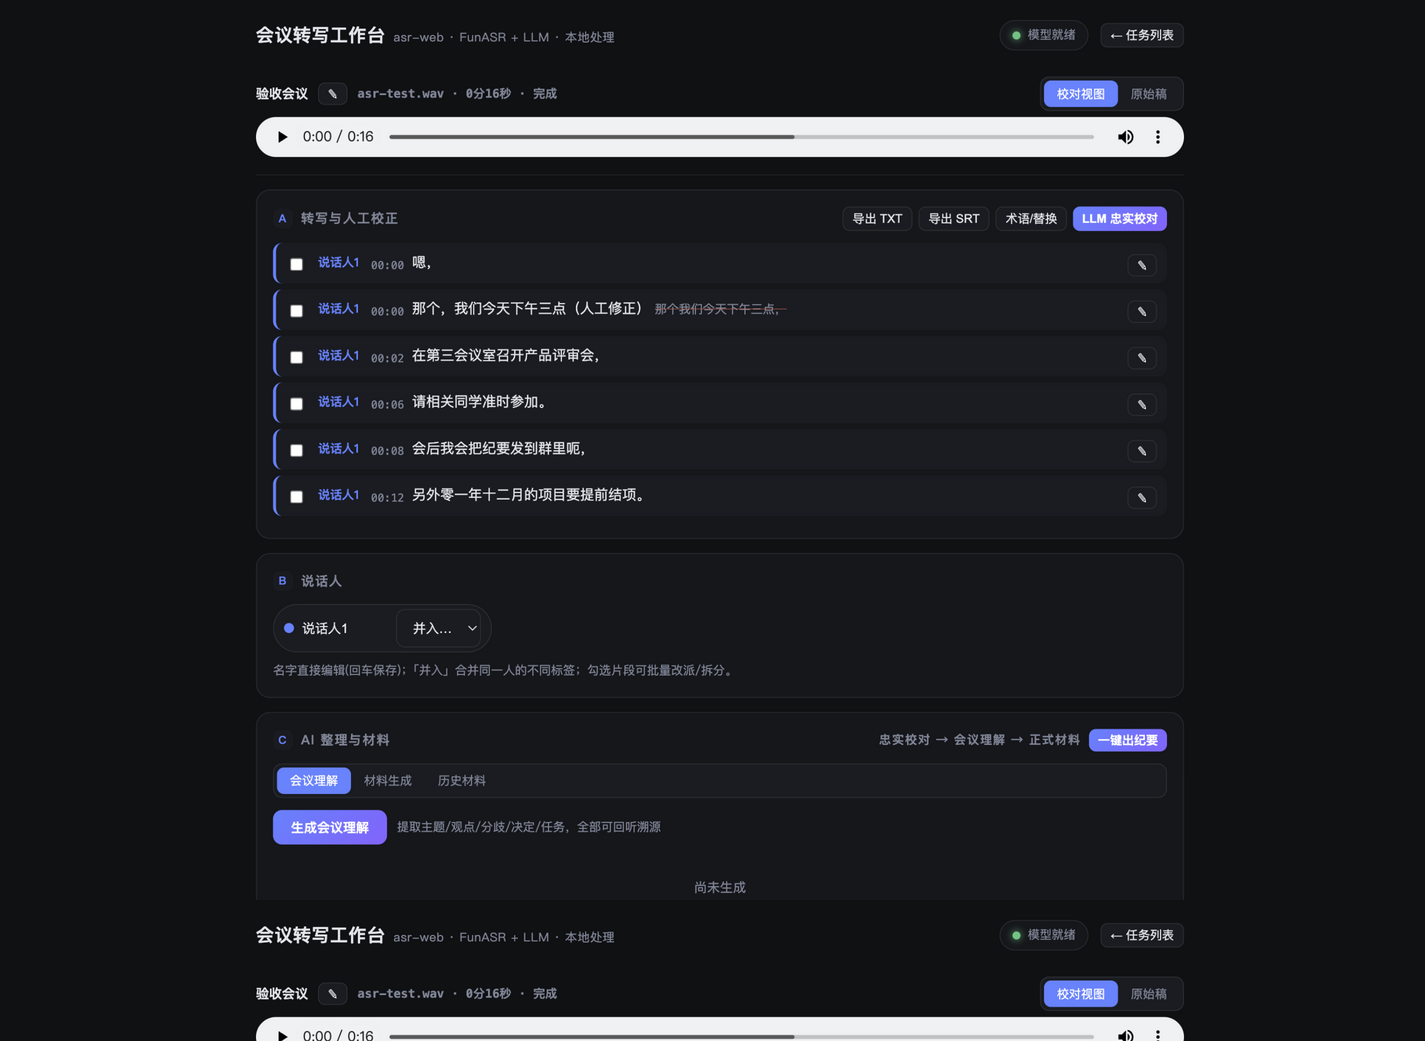 会议转写工作台 asr-web · FunASR + LLM · 本地处理 模型就绪 ← 任务列表
验收会议 ✎ asr-test.wav · 0分16秒 · 完成 校对视图 原始稿
0:00 / 0:16
A 转写与人工校正 导出 TXT 导出 SRT 术语/替换 LLM 忠实校对
说话人1 00:00 嗯，
说话人1 00:00 那个，我们今天下午三点（人工修正） 那个我们今天下午三点，
说话人1 00:02 在第三会议室召开产品评审会，
说话人1 00:06 请相关同学准时参加。
说话人1 00:08 会后我会把纪要发到群里呃，
说话人1 00:12 另外零一年十二月的项目要提前结项。
B 说话人
说话人1 并入...
名字直接编辑(回车保存)；「并入」合并同一人的不同标签；勾选片段可批量改派/拆分。
C AI 整理与材料 忠实校对 → 会议理解 → 正式材料 一键出纪要
会议理解 材料生成 历史材料
生成会议理解 提取主题/观点/分歧/决定/任务，全部可回听溯源
尚未生成
会议转写工作台 asr-web · FunASR + LLM · 本地处理 模型就绪 ← 任务列表
验收会议 ✎ asr-test.wav · 0分16秒 · 完成 校对视图 原始稿
0:00 / 0:16